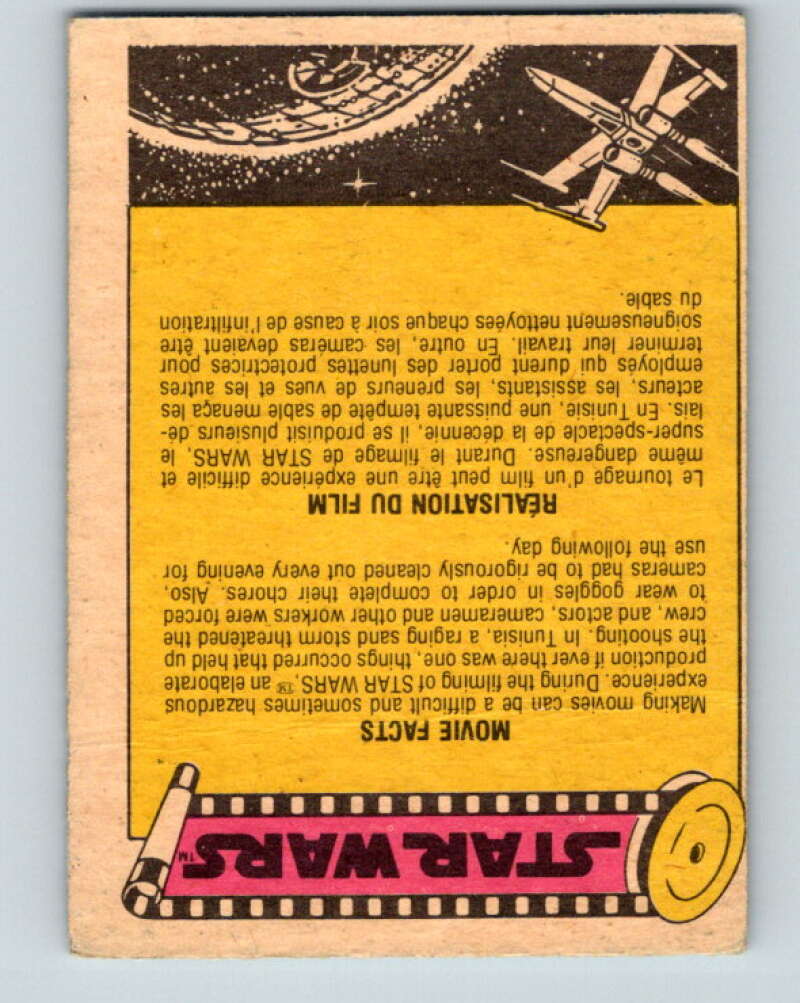 STAR WARS™
MOVIE FACTS
Making movies can be a difficult and sometimes hazardous
experience. During the filming of STAR WARS,™ an elaborate
production if ever there was one, things occurred that held up
the shooting. In Tunisia, a raging sand storm threatened the
crew, and actors, cameramen and other workers were forced
to wear goggles in order to complete their chores. Also,
cameras had to be rigorously cleaned out every evening for
use the following day.
RÉALISATION DU FILM
Le tournage d'un film peut être une expérience difficile et
même dangereuse. Durant le filmage de STAR WARS, le
super-spectacle de la décennie, il se produisit plusieurs dé-
lais. En Tunisie, une puissante tempête de sable menaça les
acteurs, les assistants, les preneurs de vues et les autres
employés qui durent porter des lunettes protectrices pour
terminer leur travail. En outre, les caméras devaient être
soigneusement nettoyées chaque soir à cause de l'infiltration
du sable.